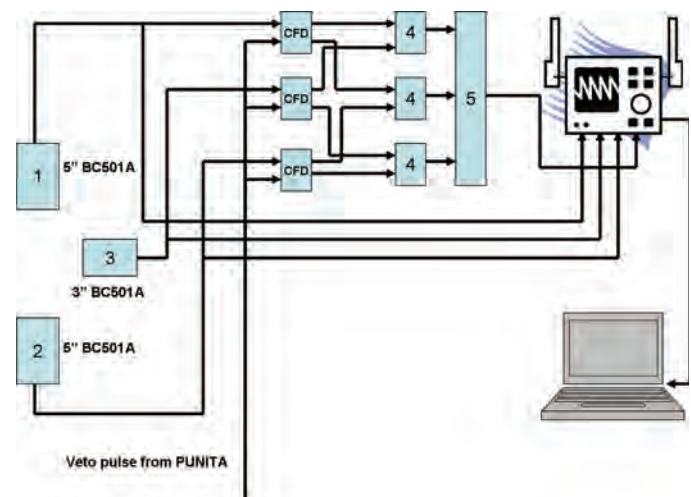 CFD
4
CFD
4
5
1
5" BC501A
CFD
4
3
3" BC501A
2
5" BC501A
Veto pulse from PUNITA